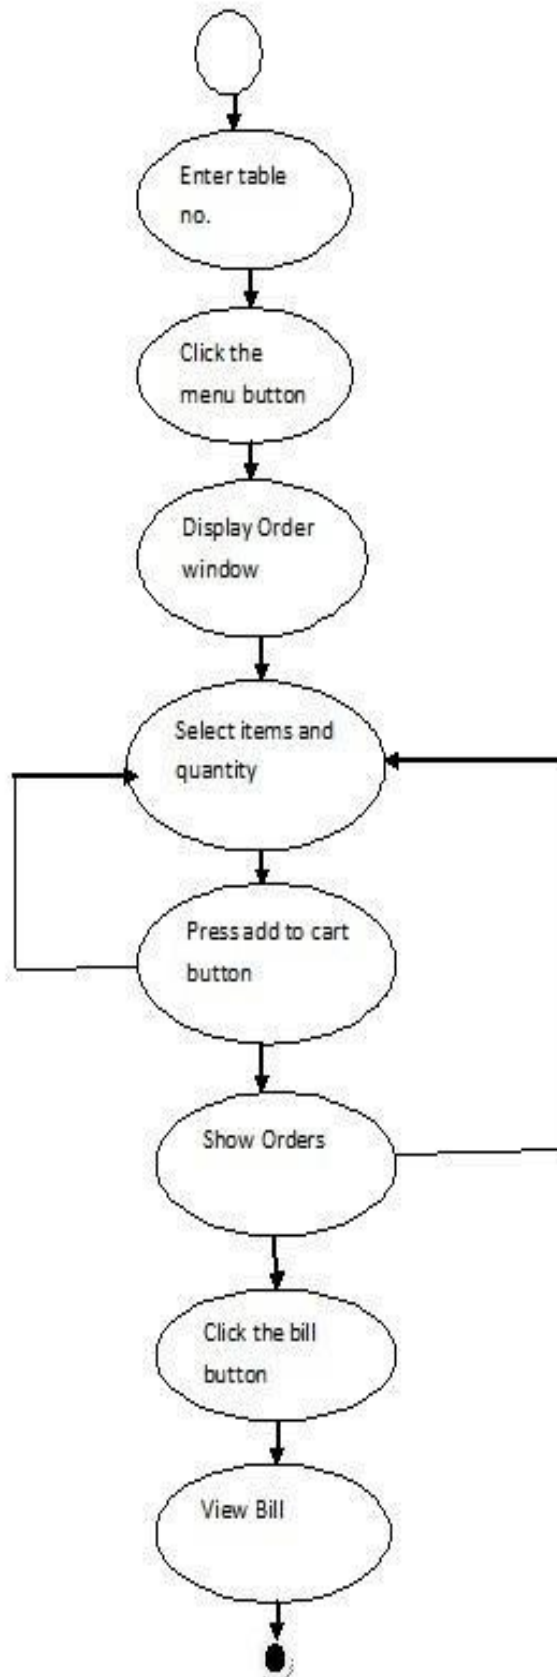 Enter table
no.
Click the
menu button
Display Order
window
Select items and
quantity
Press add to cart
button
Show Orders
Click the bill
button
View Bill